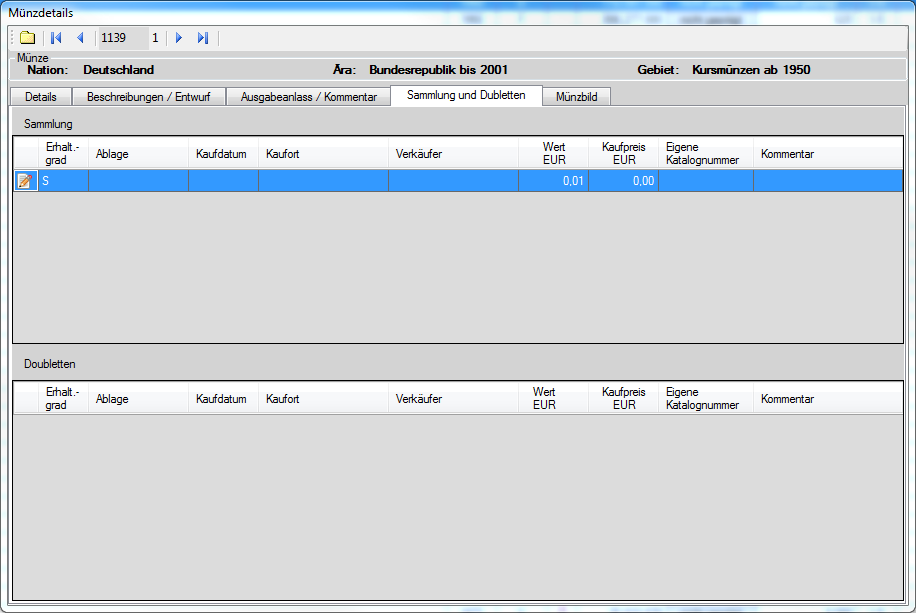 Münzdetails
1139 1
Münze
Nation: Deutschland Ära: Bundesrepublik bis 2001 Gebiet: Kursmünzen ab 1950
Details Beschreibungen / Entwurf Ausgabeanlass / Kommentar Sammlung und Dubletten Münzbild
Sammlung
Erhalt.-grad Ablage Kaufdatum Kaufort Verkäufer Wert EUR Kaufpreis EUR Eigene Katalognummer Kommentar
S 0,01 0,00
Doubletten
Erhalt.-grad Ablage Kaufdatum Kaufort Verkäufer Wert EUR Kaufpreis EUR Eigene Katalognummer Kommentar